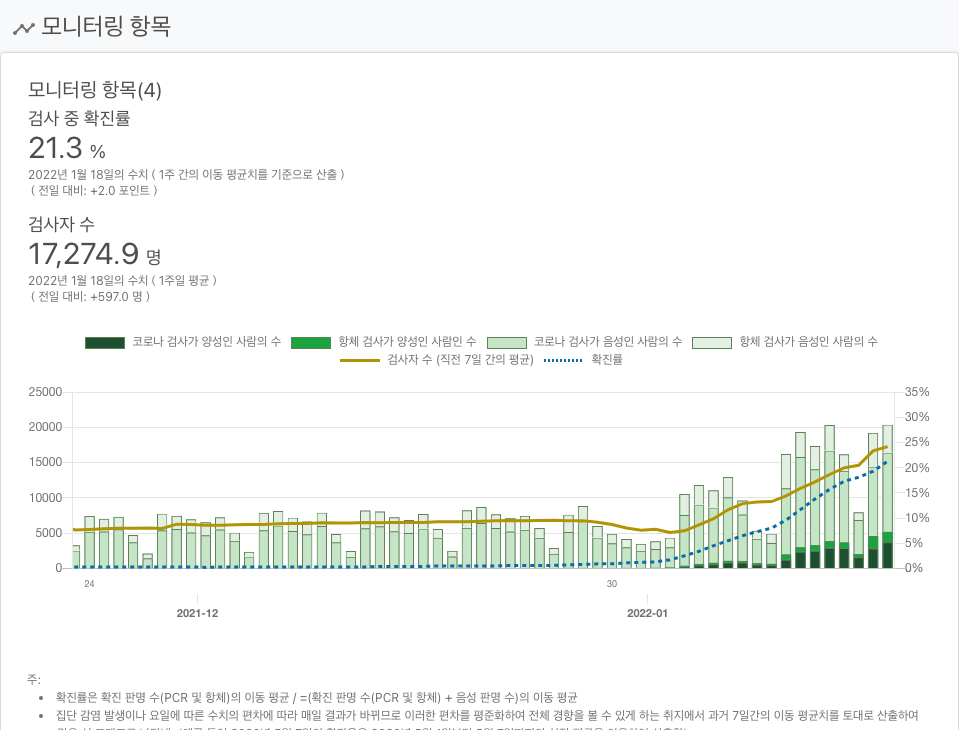 모니터링 항목
모니터링 항목(4)
검사 중 확진률
21.3 %
2022년 1월 18일의 수치 ( 1주 간의 이동 평균치를 기준으로 산출 )
( 전일 대비: +2.0 포인트 )
검사자 수
17,274.9 명
2022년 1월 18일의 수치 ( 1주일 평균 )
( 전일 대비: +597.0 명 )
코로나 검사가 양성인 사람의 수 항체 검사가 양성인 사람인 수 코로나 검사가 음성인 사람의 수 항체 검사가 음성인 사람의 수
검사자 수 (직전 7일 간의 평균) 확진률
25000 35%
30%
20000
25%
15000 20%
15%
10000
10%
5000 5%
0 0%
24 30
2021-12 2022-01
주:
확진률은 확진 판명 수(PCR 및 항체)의 이동 평균 / =(확진 판명 수(PCR 및 항체) + 음성 판명 수)의 이동 평균
집단 감염 발생이나 요일에 따른 수치의 편차에 따라 매일 결과가 바뀌므로 이러한 편차를 평준화하여 전체 경향을 볼 수 있게 하는 취지에서 과거 7일간의 이동 평균치를 토대로 산출하여